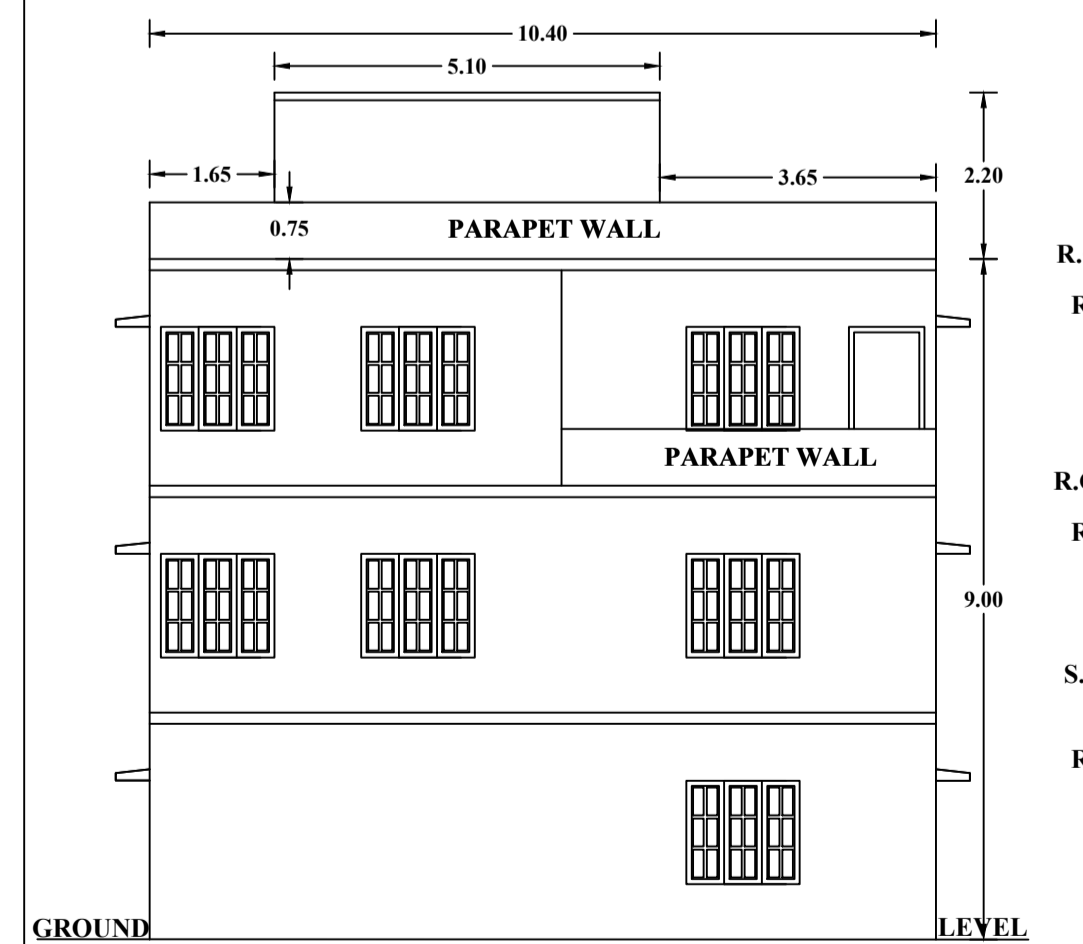 10.40
5.10
1.65
3.65
2.20
0.75
PARAPET WALL
R.
R
PARAPET WALL
R.
R
9.00
S.
R
GROUND
LEVEL